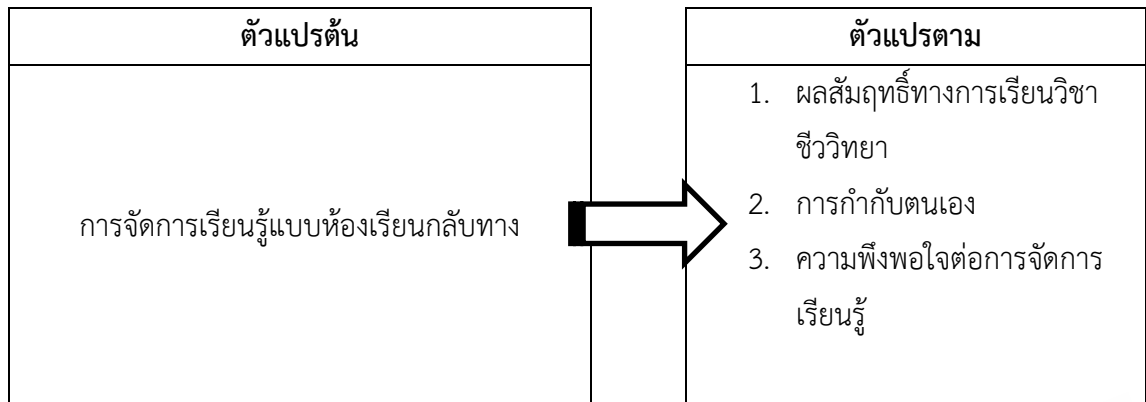 ตัวแปรต้น
การจัดการเรียนรู้แบบห้องเรียนกลับทาง
ตัวแปรตาม
1. ผลสัมฤทธิ์ทางการเรียนวิชา
ชีววิทยา
2. การกำกับตนเอง
3. ความพึงพอใจต่อการจัดการ
เรียนรู้